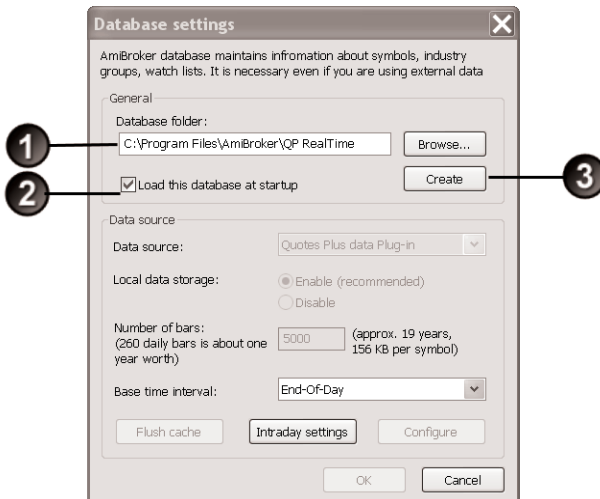 Database settings
AmiBroker database maintains infromation about symbols, industry
groups, watch lists. It is necessary even if you are using external data
General
Database folder:
C:\Program Files\AmiBroker\QP RealTime
Browse...
1
Load this database at startup
2
Create
3
Data source
Data source:
Quotes Plus data Plug-in
Local data storage:
Enable (recommended)
Disable
Number of bars:
(260 daily bars is about one
year worth)
5000
(approx. 19 years,
156 KB per symbol)
Base time interval:
End-Of-Day
Flush cache
Intraday settings
Configure
OK
Cancel